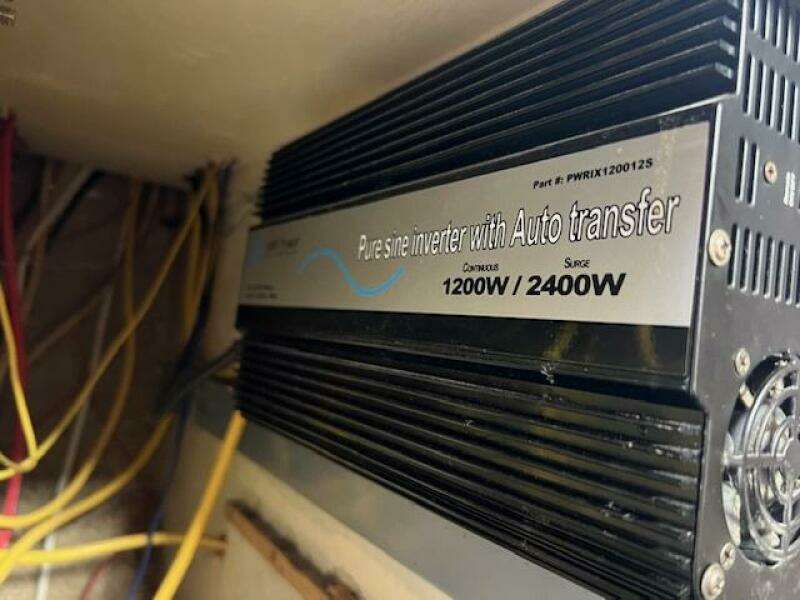 Part #: PWRIX120012S
Pure sine inverter with Auto transfer
Continuous Surge
1200W / 2400W